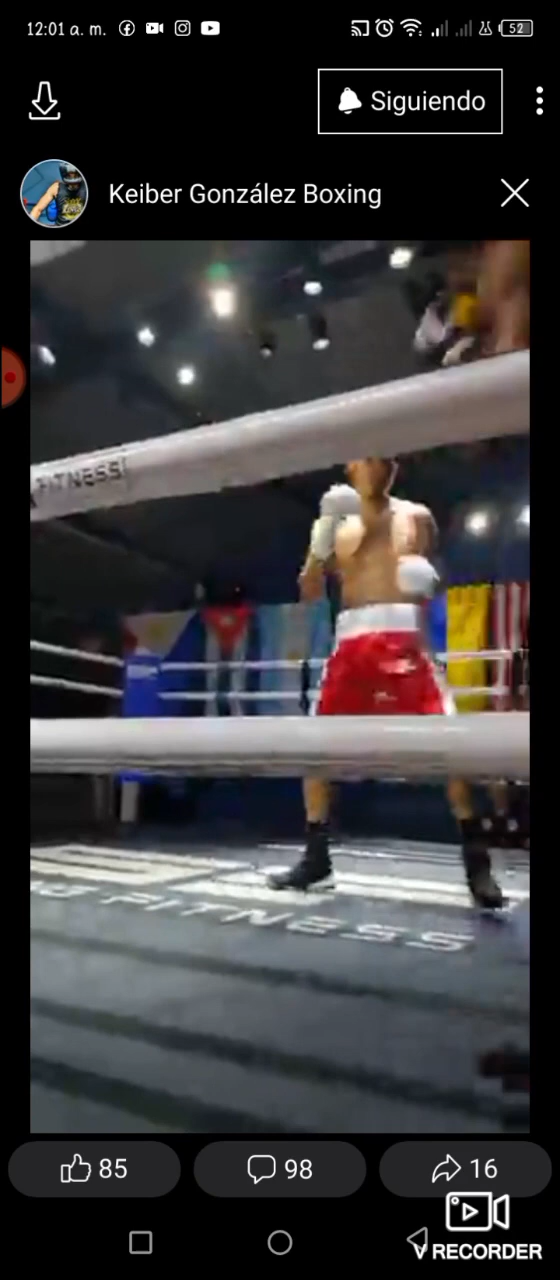 12:01 a. m.
52
Siguiendo
Keiber González Boxing
FITNESS
FITNESS
85
98
16
V RECORDER